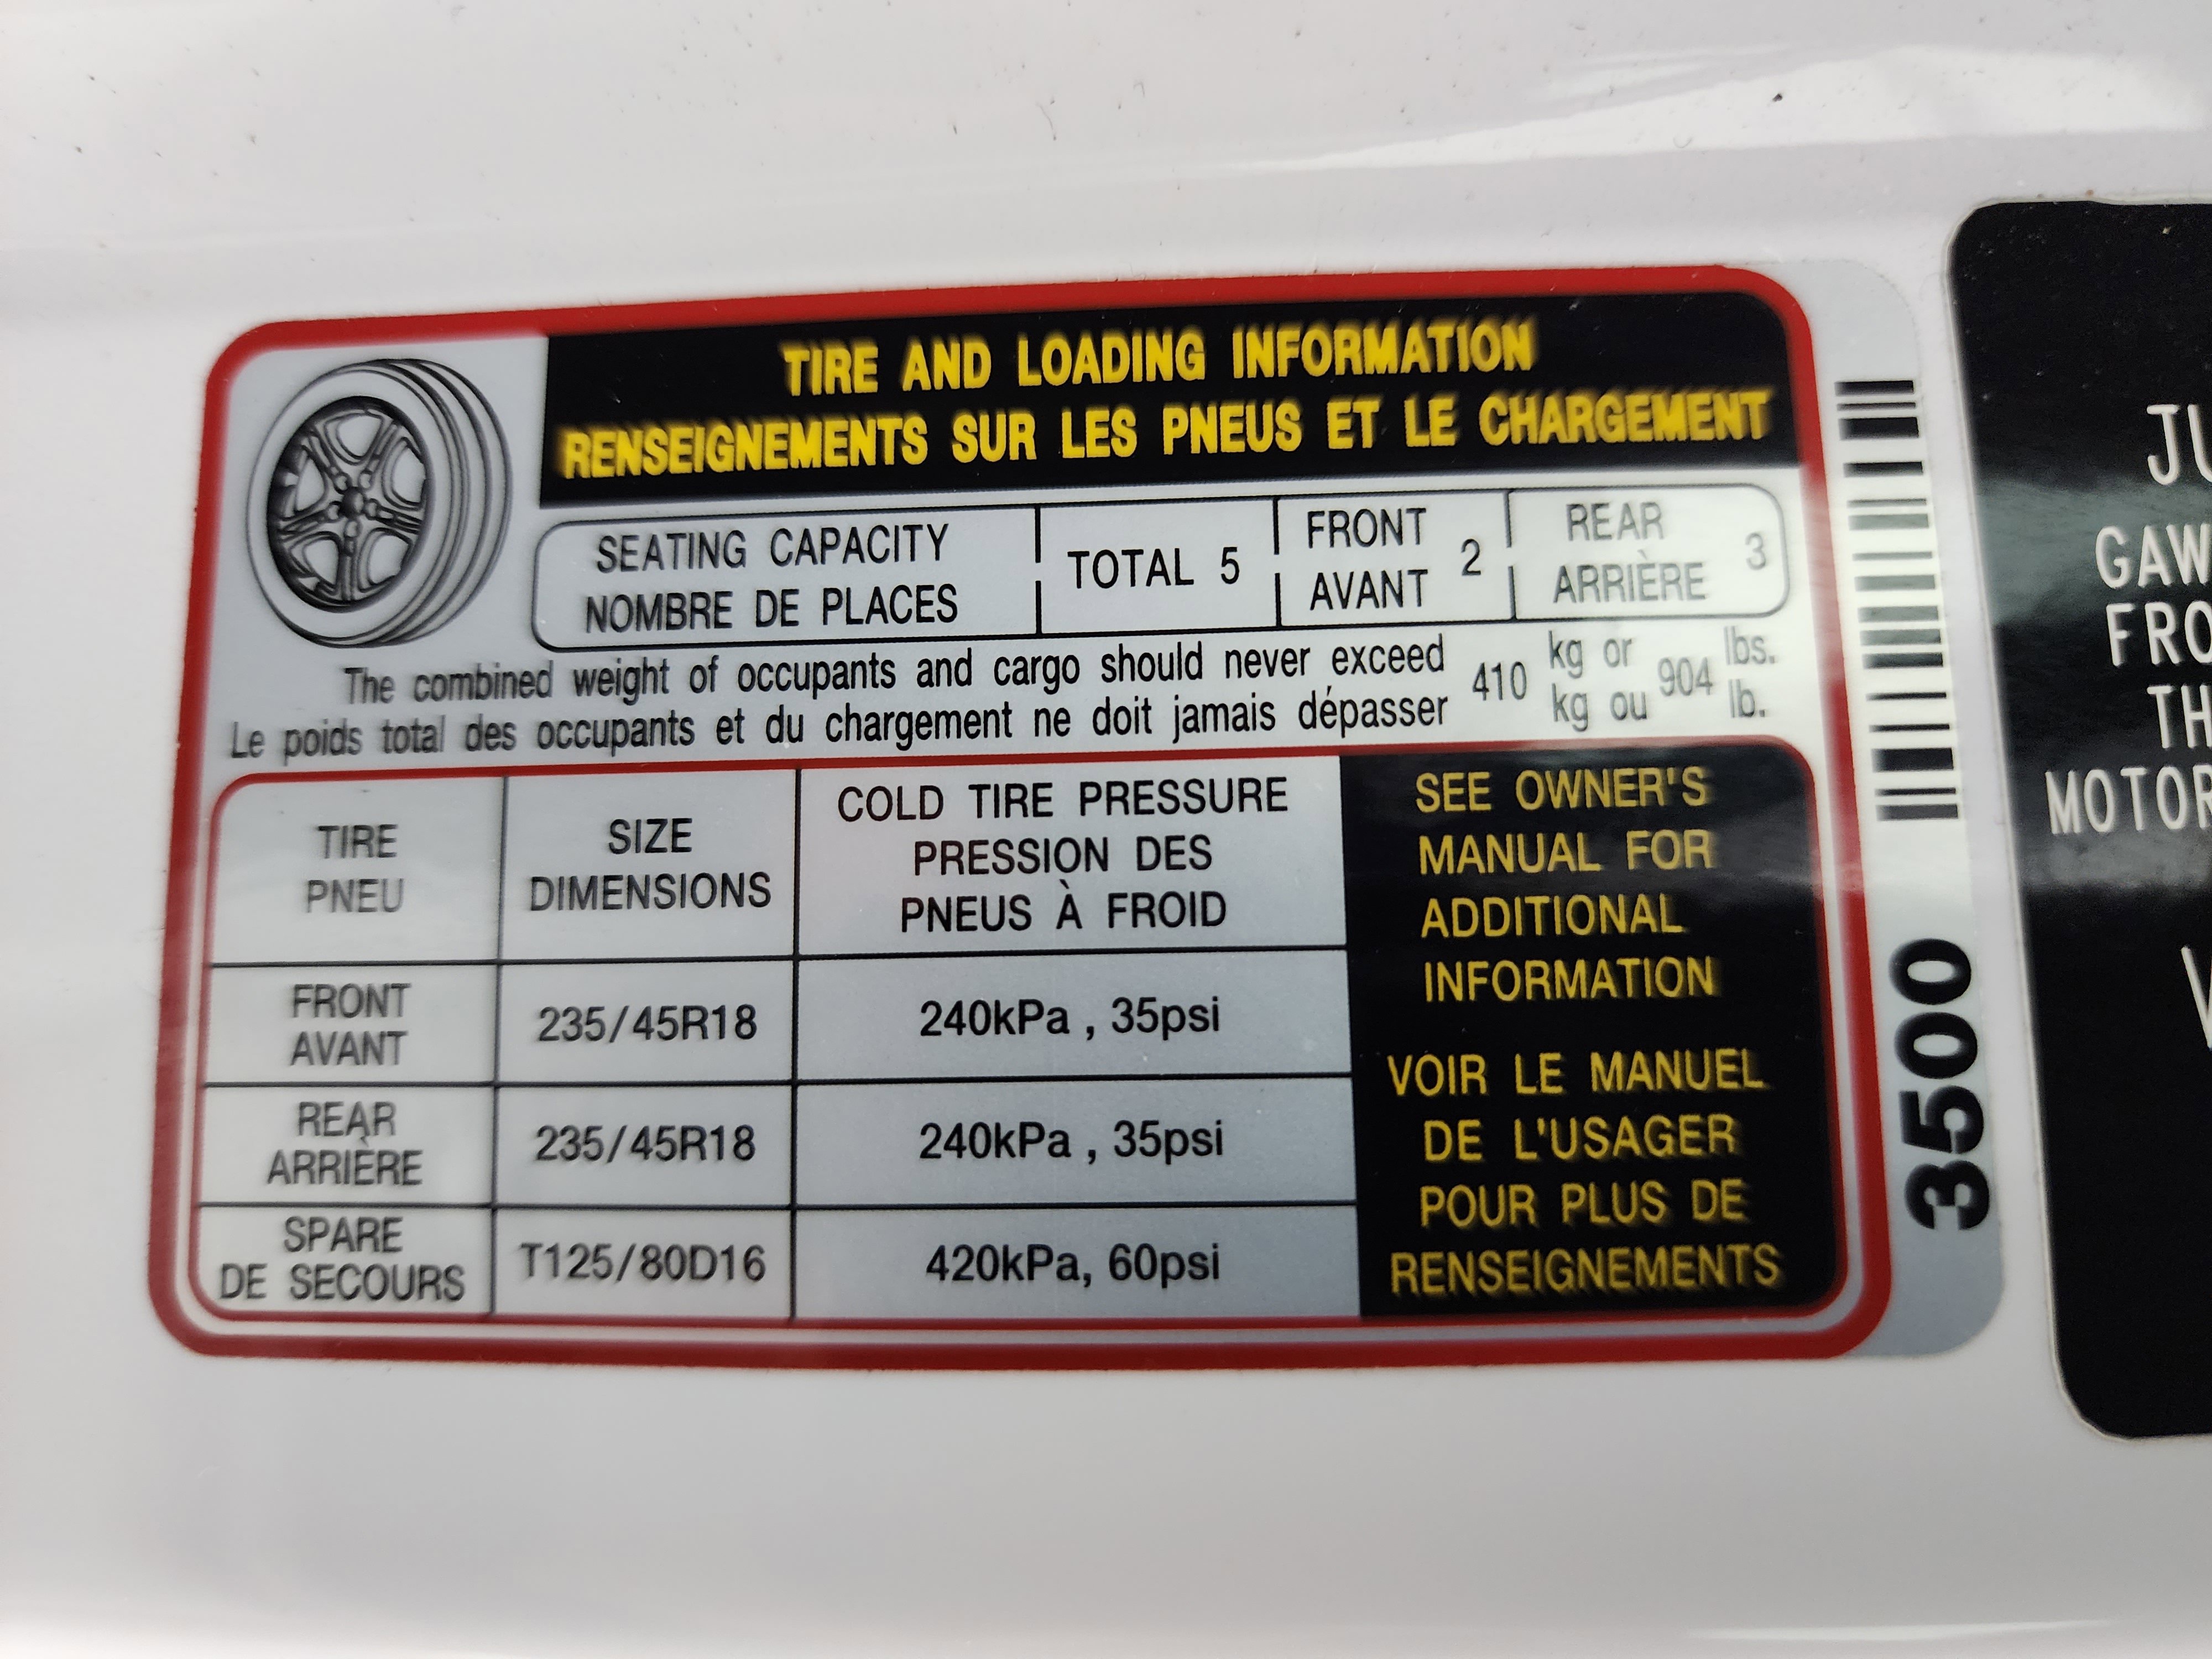 TIRE AND LOADING INFORMATION
RENSEIGNEMENTS SUR LES PNEUS ET LE CHARGEMENT
SEATING CAPACITY
NOMBRE DE PLACES
TOTAL 5
FRONT
AVANT
2
REAR
ARRIÈRE
3
The combined weight of occupants and cargo should never exceed 410 kg or 904 lbs.
Le poids total des occupants et du chargement ne doit jamais dépasser kg ou lb.
TIRE
PNEU
SIZE
DIMENSIONS
COLD TIRE PRESSURE
PRESSION DES
PNEUS À FROID
FRONT
AVANT
235/45R18
240kPa , 35psi
REAR
ARRIÈRE
235/45R18
240kPa , 35psi
SPARE
DE SECOURS
T125/80D16
420kPa, 60psi
SEE OWNER'S
MANUAL FOR
ADDITIONAL
INFORMATION
VOIR LE MANUEL
DE L'USAGER
POUR PLUS DE
RENSEIGNEMENTS
3500
JU
GAW
FRO
TH
MOTOR